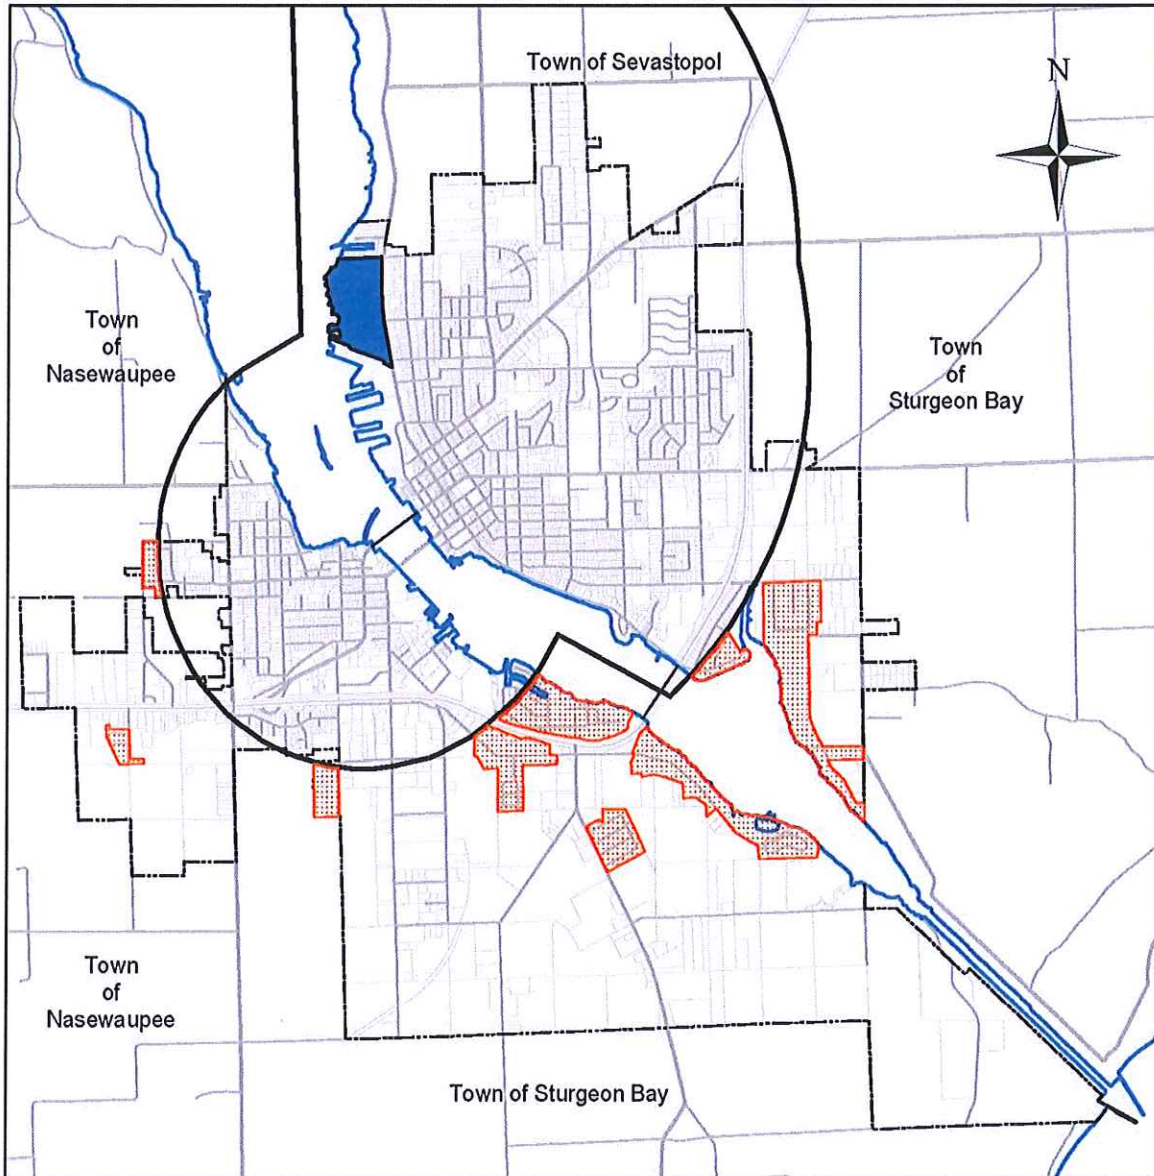 Town of Sevastopol
N
Town
of
Nasewaupee
Town
of
Sturgeon Bay
Town
of
Nasewaupee
Town of Sturgeon Bay